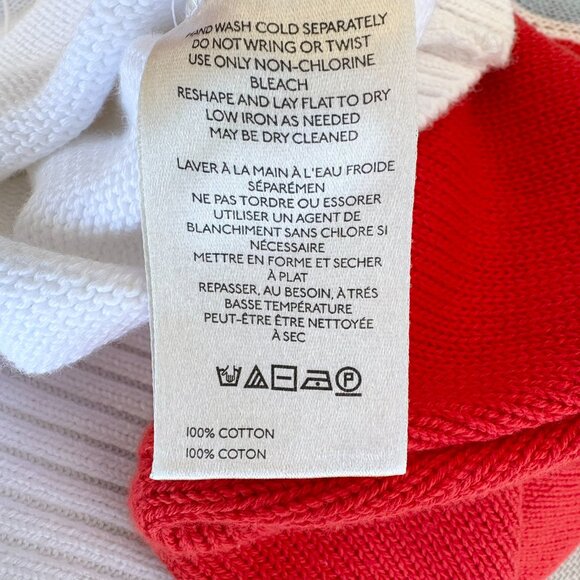 HAND WASH COLD SEPARATELY
DO NOT WRING OR TWIST
USE ONLY NON-CHLORINE
BLEACH
RESHAPE AND LAY FLAT TO DRY
LOW IRON AS NEEDED
MAY BE DRY CLEANED
LAVER À LA MAIN À L'EAU FROIDE
SÉPARÉMEN
NE PAS TORDRE OU ESSORER
UTILISER UN AGENT DE
BLANCHIMENT SANS CHLORE SI
NÉCESSAIRE
METTRE EN FORME ET SECHER
À PLAT
REPASSER, AU BESOIN, À TRÉS
BASSE TEMPÉRATURE
PEUT-ÊTRE ÊTRE NETTOYÉE
À SEC
P
100% COTTON
100% COTON